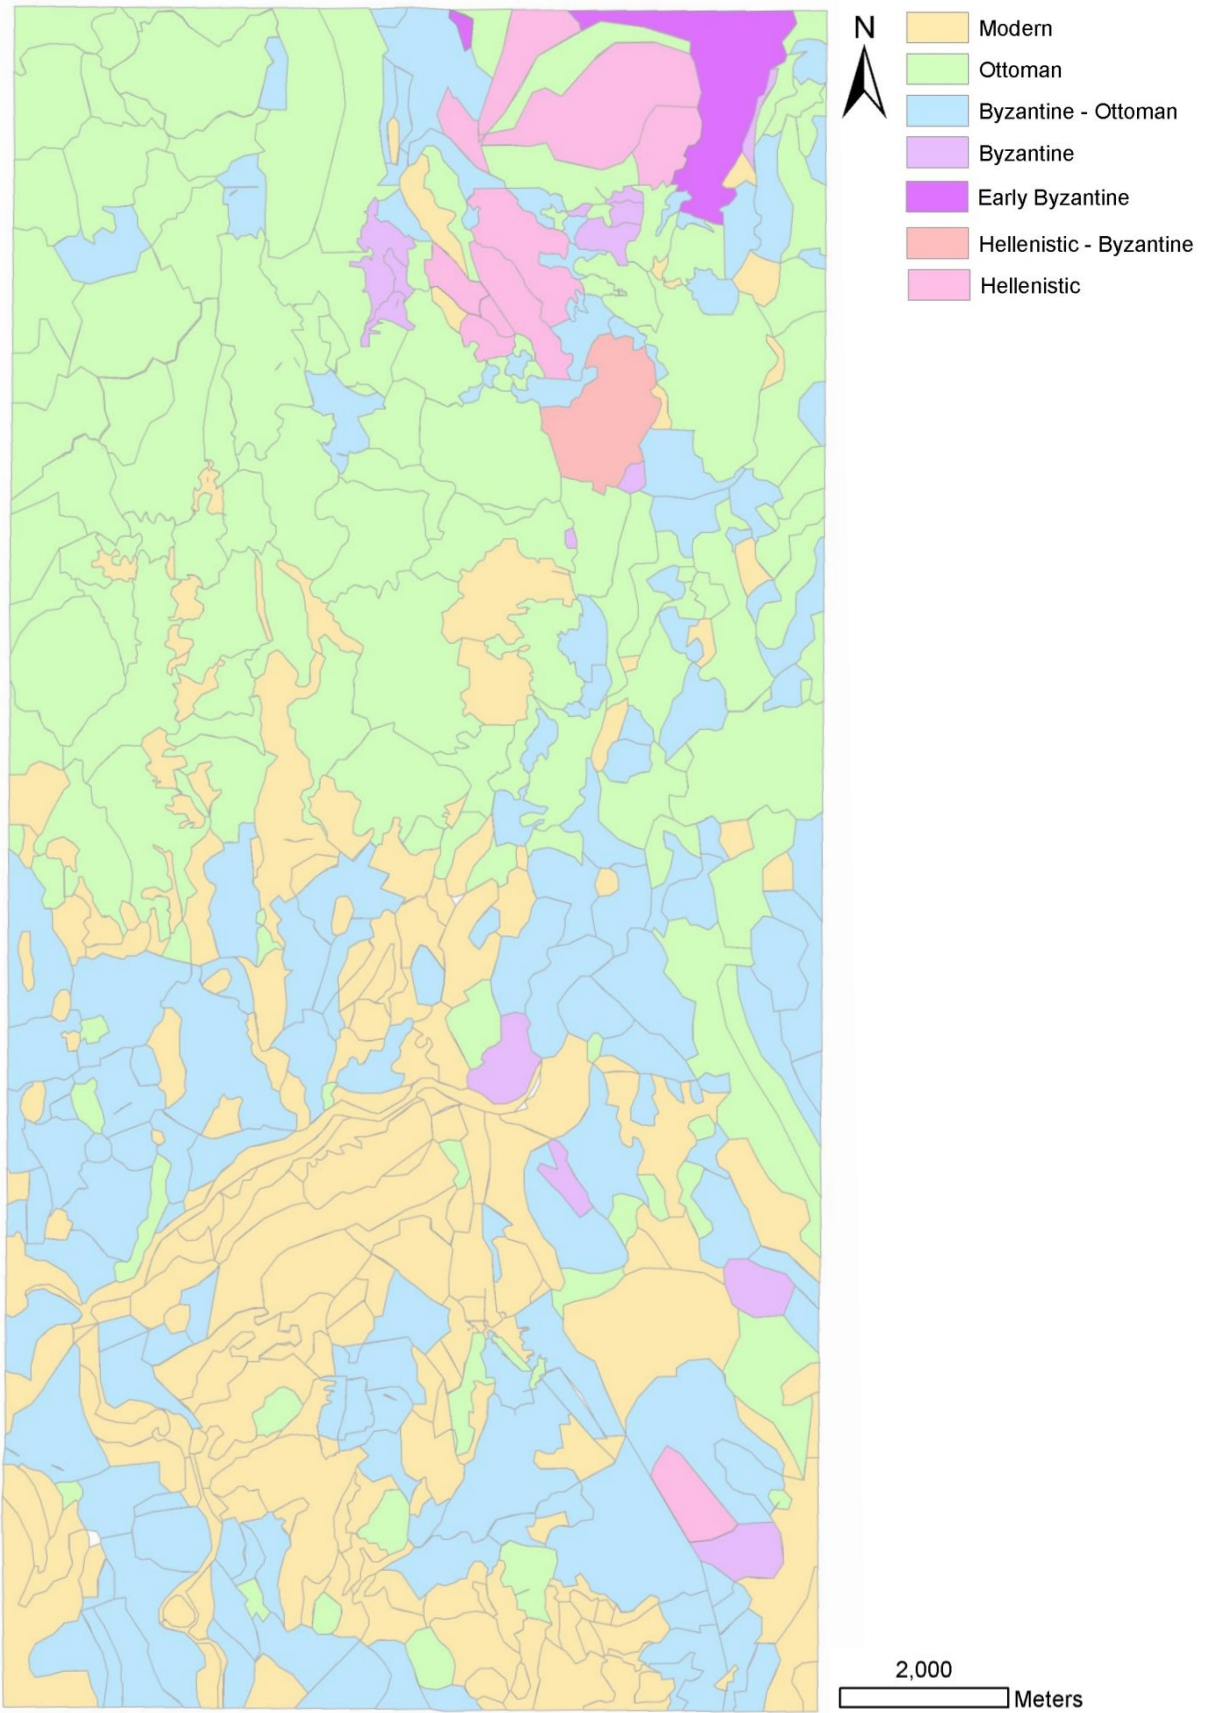 N
Modern
Ottoman
Byzantine - Ottoman
Byzantine
Early Byzantine
Hellenistic - Byzantine
Hellenistic
2,000
Meters